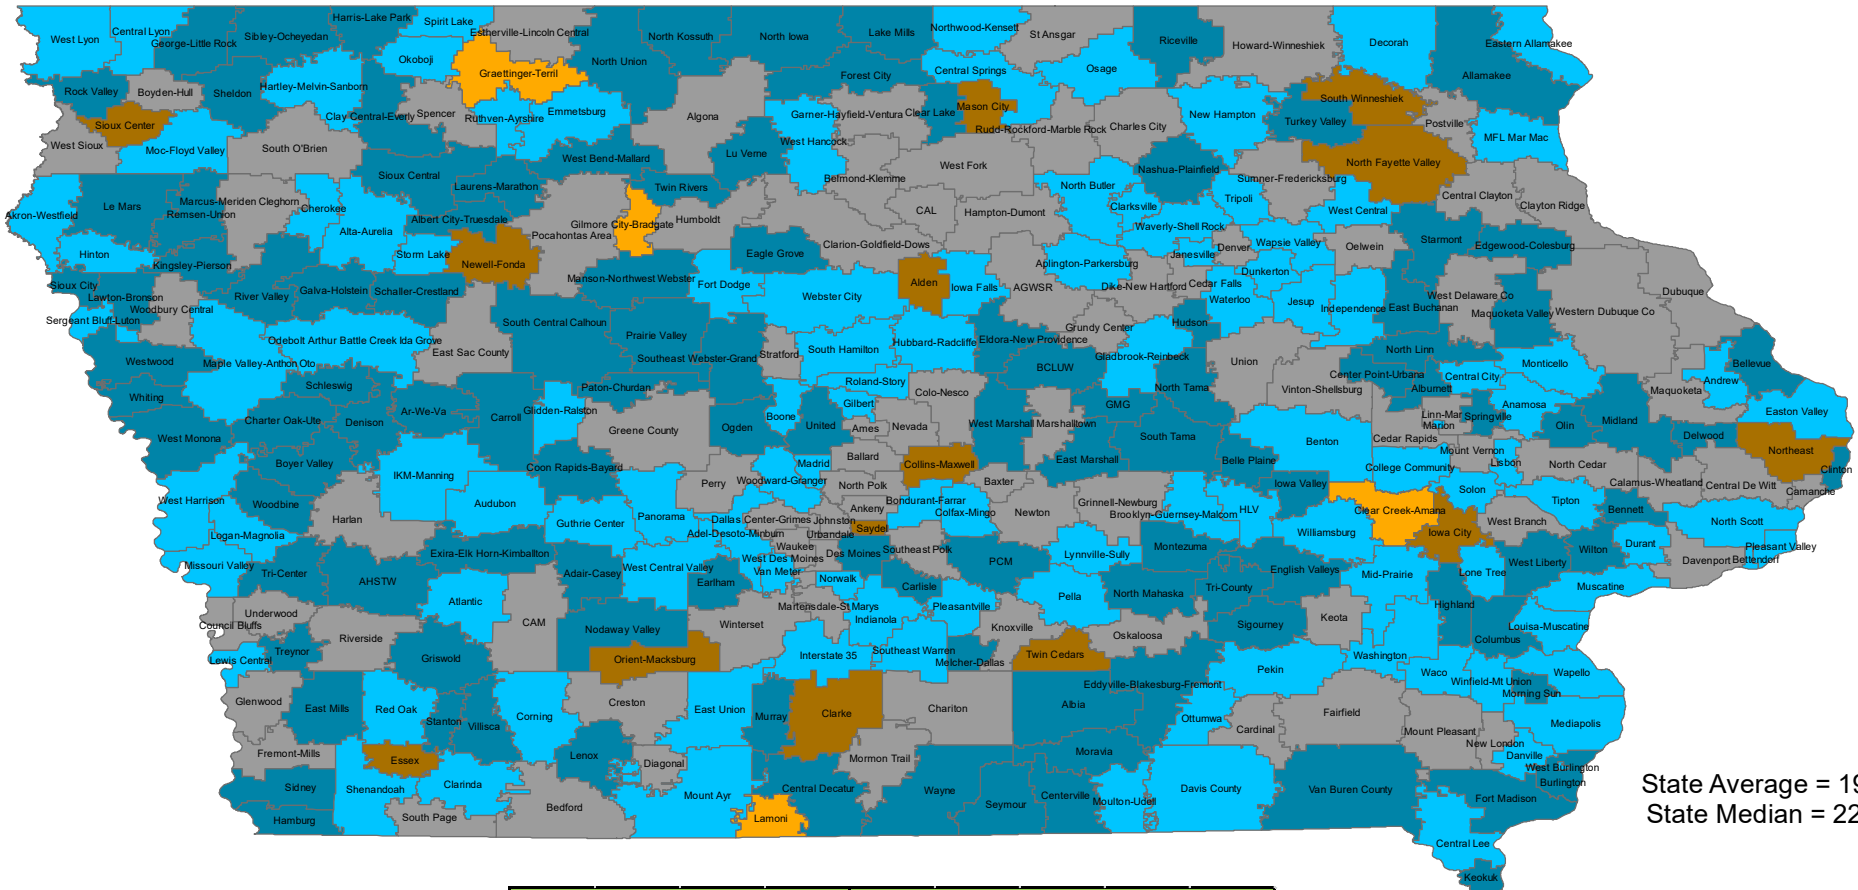 West Lyon
Central Lyon
George-Little Rock
Sibley-Ocheyedan
Harris-Lake Park
Spirit Lake
Estherville-Lincoln Central
Okoboji
Graettinger-Terril
North Union
North Kossuth
North Iowa
Lake Mills
Northwood-Kensett
St Ansgar
Riceville
Howard-Winneshiek
Decorah
Eastern Allamakee
Allamakee
Rock Valley
Boyden-Hull
Sheldon
Hartley-Melvin-Sanborn
Forest City
Central Springs
Osage
Sioux Center
Clay Central-Everly
Spencer
Ruthven-Ayrshire
Emmetsburg
Algona
Garner-Hayfield-Ventura
Clear Lake
Mason City
Rudd-Rockford-Marble Rock
Charles City
New Hampton
South Winneshiek
Turkey Valley
Postville
MFL Mar Mac
West Sioux
Moc-Floyd Valley
South O'Brien
Sioux Central
West Bend-Mallard
Lu Verne
West Hancock
Belmond-Klemme
West Fork
Nashua-Plainfield
Sumner-Fredericksburg
North Fayette Valley
Central Clayton
Clayton Ridge
Akron-Westfield
Le Mars
Remsen-Union
Marcus-Meriden Cleghorn
Cherokee
Laurens-Marathon
Twin Rivers
North Butler
Clarksville
Tripoli
West Central
Alta-Aurelia
Albert City-Truesdale
Pocahontas Area
Gilmore City-Bradgate
Humboldt
CAL
Hampton-Dumont
Waverly-Shell Rock
Denver
Wapsie Valley
Oelwein
Starmont
Edgewood-Colesburg
Hinton
Kingsley-Pierson
Storm Lake
Newell-Fonda
Manson-Northwest Webster
Eagle Grove
Clarion-Goldfield-Dows
Aplington-Parkersburg
Janesville
Dunkerton
Sioux City
Lawton-Bronson
Woodbury Central
River Valley
Galva-Holstein
Schaller-Crestland
Fort Dodge
Webster City
Alden
Iowa Falls
AGWSR
Dike-New Hartford
Cedar Falls
Waterloo
Jesup
Independence
East Buchanan
West Delaware Co
Maquoketa Valley
Western Dubuque Co
Dubuque
Sergeant Bluff-Luton
Odebolt Arthur Battle Creek Ida Grove
South Central Calhoun
Prairie Valley
Grundy Center
Hudson
Westwood
Maple Valley-Anthon Oto
East Sac County
Southeast Webster-Grand
Stratford
South Hamilton
Hubbard-Radcliffe
Eldora-New Providence
Gladbrook-Reinbeck
Union
North Linn
Monticello
Bellevue
Whiting
Schleswig
Paton-Churdan
Roland-Story
Colo-Nesco
BCLUW
North Tama
Vinton-Shellsburg
Center Point-Urbana
Alburnett
Central City
Maquoketa
Andrew
West Monona
Charter Oak-Ute
Denison
Ar-We-Va
Carroll
Glidden-Ralston
Greene County
Ogden
Boone
United
Gilbert
Ames
Nevada
West Marshall
Marshalltown
GMG
South Tama
Benton
Linn-Mar
Marion
Springville
Anamosa
Olin
Midland
Easton Valley
Boyer Valley
IKM-Manning
Coon Rapids-Bayard
Perry
Woodward-Granger
Madrid
Ballard
Collins-Maxwell
East Marshall
Belle Plaine
Cedar Rapids
College Community
Mount Vernon
Lisbon
North Cedar
Delwood
Northeast
Clinton
West Harrison
Woodbine
Harlan
Audubon
Guthrie Center
Panorama
North Polk
Bondurant-Farrar
Baxter
Iowa Valley
Solon
Tipton
Calamus-Wheatland
Central De Witt
Camanche
Logan-Magnolia
Dallas Center-Grimes
Adel-Desoto-Minburn
Johnston
Urbandale
Ankeny
Saydel
Colfax-Mingo
Newton
Grinnell-Newburg
Brooklyn-Guernsey-Malcom
HLV
Williamsburg
Clear Creek-Amana
Iowa City
West Branch
Bennett
North Scott
Missouri Valley
Tri-Center
AHSTW
Exira-Elk Horn-Kimballton
Adair-Casey
West Central Valley
Earlham
Waukee
West Des Moines
Van Meter
Des Moines
Southeast Polk
PCM
Lynnville-Sully
Montezuma
English Valleys
Mid-Prairie
Lone Tree
West Liberty
Wilton
Durant
Davenport
Bettendorf
Pleasant Valley
Muscatine
Council Bluffs
Underwood
Riverside
Atlantic
CAM
Nodaway Valley
Winterset
Martensdale-St Marys
Norwalk
Indianola
Carlisle
Pleasantville
Knoxville
Pella
North Mahaska
Oskaloosa
Tri-County
Sigourney
Keota
Highland
Columbus
Louisa-Muscatine
Lewis Central
Treynor
Griswold
Orient-Macksburg
Interstate 35
Southeast Warren
Melcher-Dallas
Twin Cedars
Eddyville-Blakesburg-Fremont
Pekin
Washington
Waco
Winfield-Mt Union
Morning Sun
Wapello
Glenwood
East Mills
Red Oak
Stanton
Villisca
Corning
Creston
East Union
Murray
Clarke
Chariton
Albia
Ottumwa
Cardinal
Fairfield
Mount Pleasant
New London
Mediapolis
Danville
West Burlington
Burlington
Fremont-Mills
Essex
Lenox
Diagonal
Mormon Trail
Moravia
Sidney
Hamburg
Shenandoah
Clarinda
South Page
Bedford
Mount Ayr
Lamoni
Central Decatur
Wayne
Seymour
Centerville
Moulton-Udell
Davis County
Van Buren County
Fort Madison
Central Lee
Keokuk
State Average = 19
State Median = 22